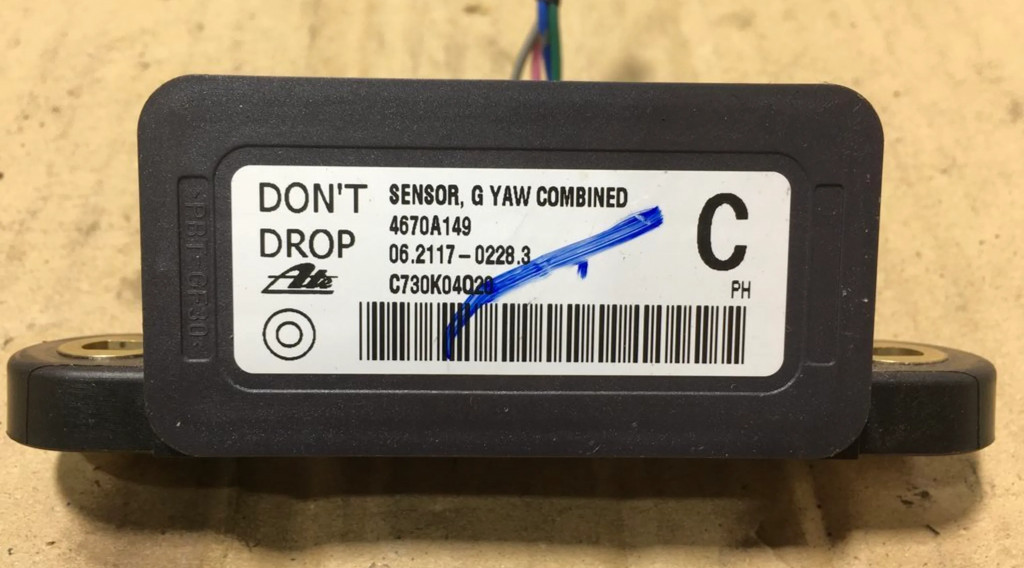 DON'T
DROP
Ate
SENSOR, G YAW COMBINED
4670A149
06.2117-0228.3
C730K04Q20
C
PH